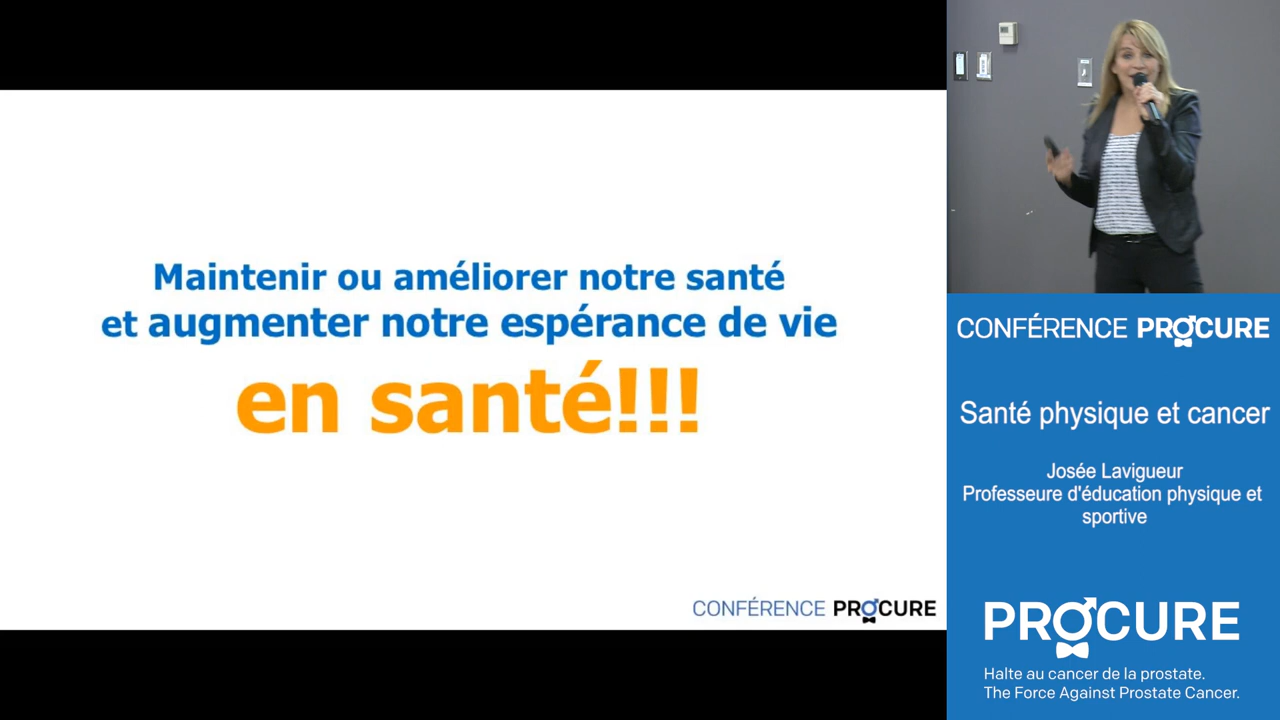 Maintenir ou améliorer notre santé
et augmenter notre espérance de vie
en santé!!!
CONFÉRENCE PROCURE
CONFÉRENCE PROCURE
Santé physique et cancer
Josée Lavigueur
Professeure d'éducation physique et
sportive
PROCURE
Halte au cancer de la prostate.
The Force Against Prostate Cancer.